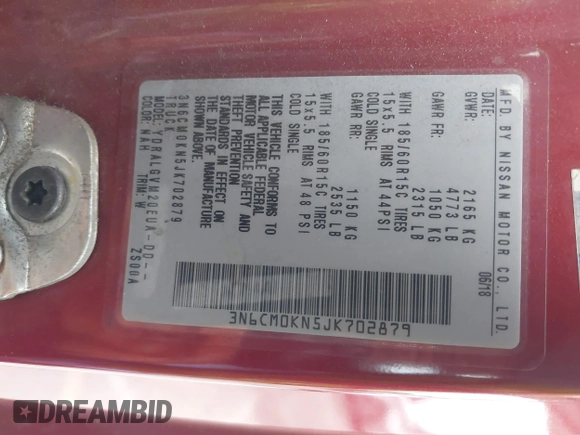 MFD. BY NISSAN MOTOR CO., LTD.
DATE: 06/18
GVWR: 2165 KG
4773 LB
GAWR FR: 1050 KG
2315 LB
WITH 185/60R15C TIRES
15x5.5 RIMS AT 44PSI
COLD SINGLE
GAWR RR: 1150 KG
2535 LB
WITH 185/60R15C TIRES
15x5.5 RIMS AT 48 PSI
COLD SINGLE
THIS VEHICLE CONFORMS TO
ALL APPLICABLE FEDERAL
MOTOR VEHICLE SAFETY AND
THEFT PREVENTION
STANDARDS IN EFFECT ON
THE DATE OF MANUFACTURE
SHOWN ABOVE.
3N6CM0KN5JK702879
TRUCK
MODEL: YDRALGYM20EUA-DD--
COLOR: NAH TRIM: W ZS00A
3N6CM0KN5JK702879
DREAMBID